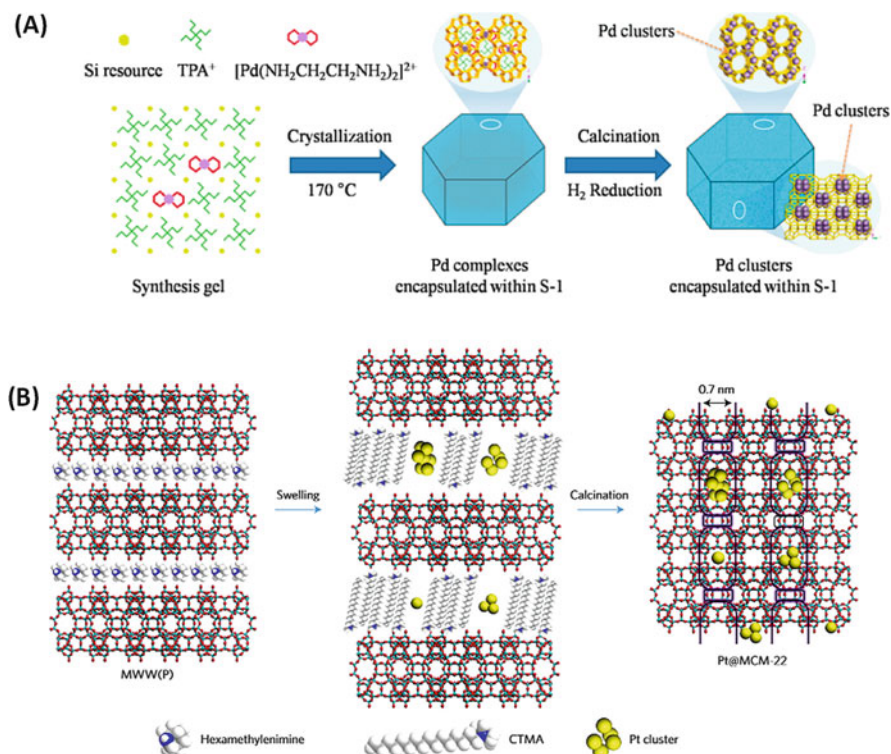 (A)
Si resource TPA⁺ [Pd(NH₂CH₂CH₂NH₂)₂]²⁺
Pd clusters
Pd clusters
Crystallization
170 °C
Calcination
H₂ Reduction
Synthesis gel
Pd complexes
encapsulated within S-1
Pd clusters
encapsulated within S-1
(B)
0.7 nm
Swelling
Calcination
MWW(P)
Pt@MCM-22
Hexamethylenimine CTMA Pt cluster